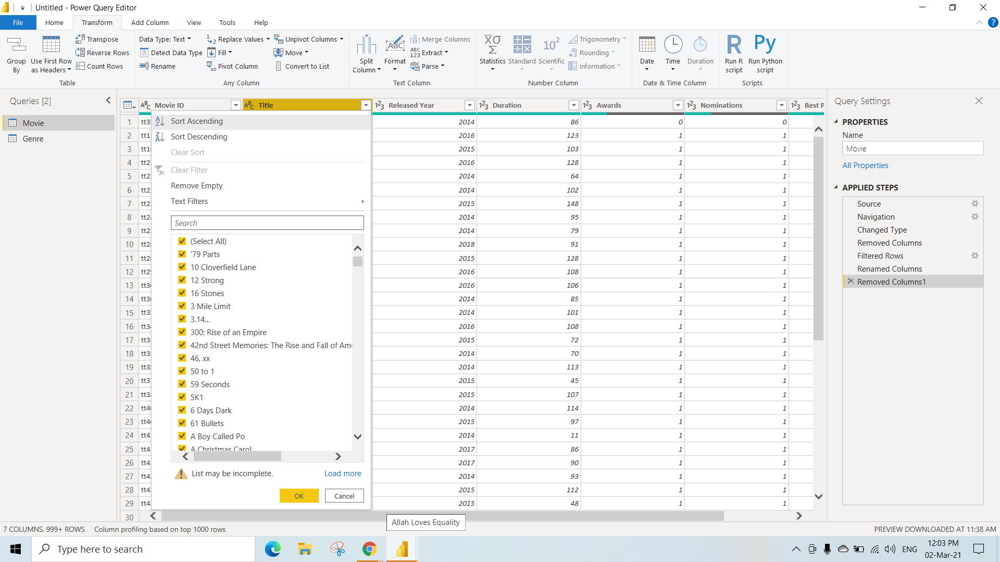 Untitled - Power Query Editor
File Home Transform Add Column View Tools Help
Group By
Use First Row as Headers
Transpose
Reverse Rows
Count Rows
Table
Data Type: Text
Detect Data Type
Rename
Replace Values
Fill
Pivot Column
Unpivot Columns
Move
Convert to List
Any Column
Split Column
Format
Merge Columns
Extract
Parse
Text Column
Statistics
Standard
Scientific
Trigonometry
Rounding
Information
Number Column
Date
Time
Duration
Date & Time Column
Run R script
Run Python script
Scripts
Queries [2]
Movie
Genre
Movie ID Title Released Year Duration Awards Nominations Best P
1 tt3 2014 86 0 0
2 tt1 2016 123 1 1
3 tt1 2015 103 1 1
4 tt2 2016 128 1 1
5 tt2 2014 64 1 1
6 tt2 2014 102 1 1
7 tt2 2015 148 1 1
8 tt2 2014 95 1 1
9 tt2 2014 79 1 1
10 tt2 2018 91 1 1
11 tt2 2015 128 1 1
12 tt2 2016 108 1 1
13 tt3 2016 106 1 1
14 tt3 2014 85 1 1
15 tt3 2014 101 1 1
16 tt3 2016 108 1 1
17 tt3 2015 72 1 1
18 tt3 2014 70 1 1
19 tt3 2014 113 1 1
20 tt3 2015 45 1 1
21 tt3 2015 107 1 1
22 tt4 2014 114 1 1
23 tt4 2015 97 1 1
24 tt4 2014 11 1 1
25 tt4 2017 86 1 1
26 tt4 2017 90 1 1
27 tt4 2014 93 1 1
28 tt4 2015 112 1 1
29 tt4 2015 48 1 1
30
Sort Ascending
Sort Descending
Clear Sort
Clear Filter
Remove Empty
Text Filters
Search
(Select All)
'79 Parts
10 Cloverfield Lane
12 Strong
16 Stones
3 Mile Limit
3.14...
300: Rise of an Empire
42nd Street Memories: The Rise and Fall of Am
46, xx
50 to 1
59 Seconds
5K1
6 Days Dark
61 Bullets
A Boy Called Po
A Christmas Carol
List may be incomplete. Load more
OK Cancel
Allah Loves Equality
Query Settings
PROPERTIES
Name
Movie
All Properties
APPLIED STEPS
Source
Navigation
Changed Type
Removed Columns
Filtered Rows
Renamed Columns
Removed Columns1
7 COLUMNS, 999+ ROWS Column profiling based on top 1000 rows
PREVIEW DOWNLOADED AT 11:38 AM
Type here to search
ENG
12:03 PM
02-Mar-21